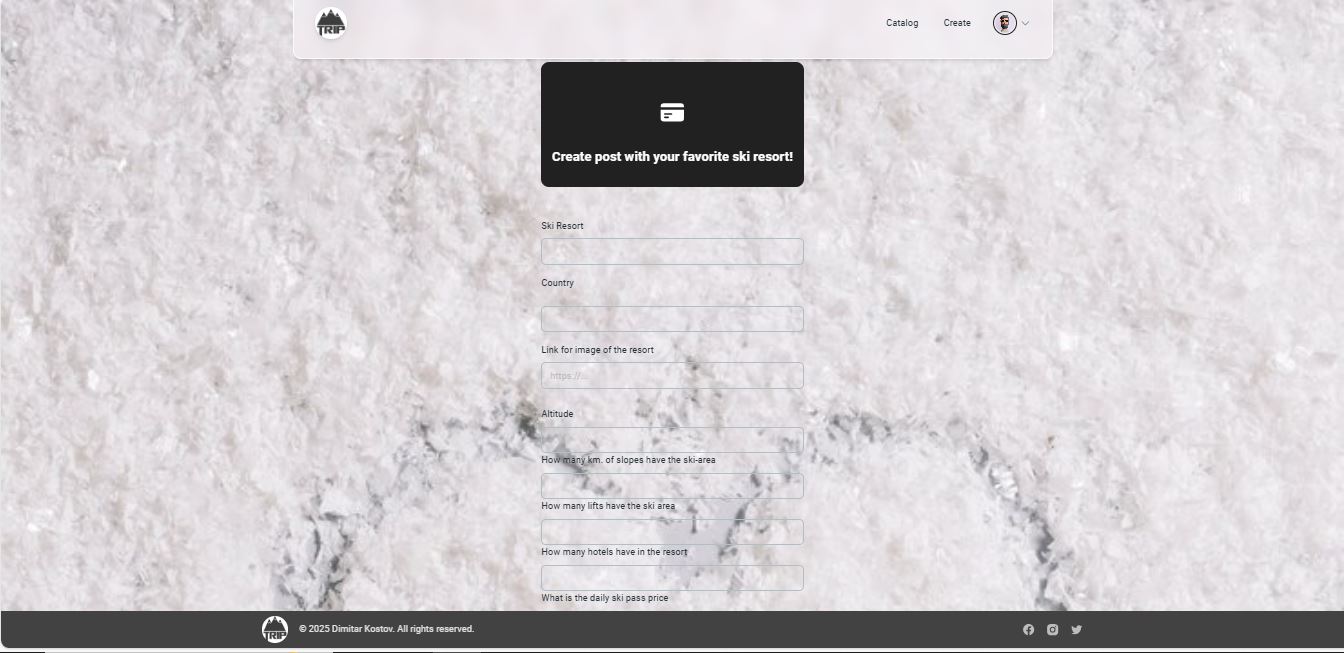 TRIP
Catalog
Create
Create post with your favorite ski resort!
Ski Resort
Country
Link for image of the resort
https://...
Altitude
How many km. of slopes have the ski-area
How many lifts have the ski area
How many hotels have in the resort
What is the daily ski pass price
TRIP
© 2025 Dimitar Kostov. All rights reserved.